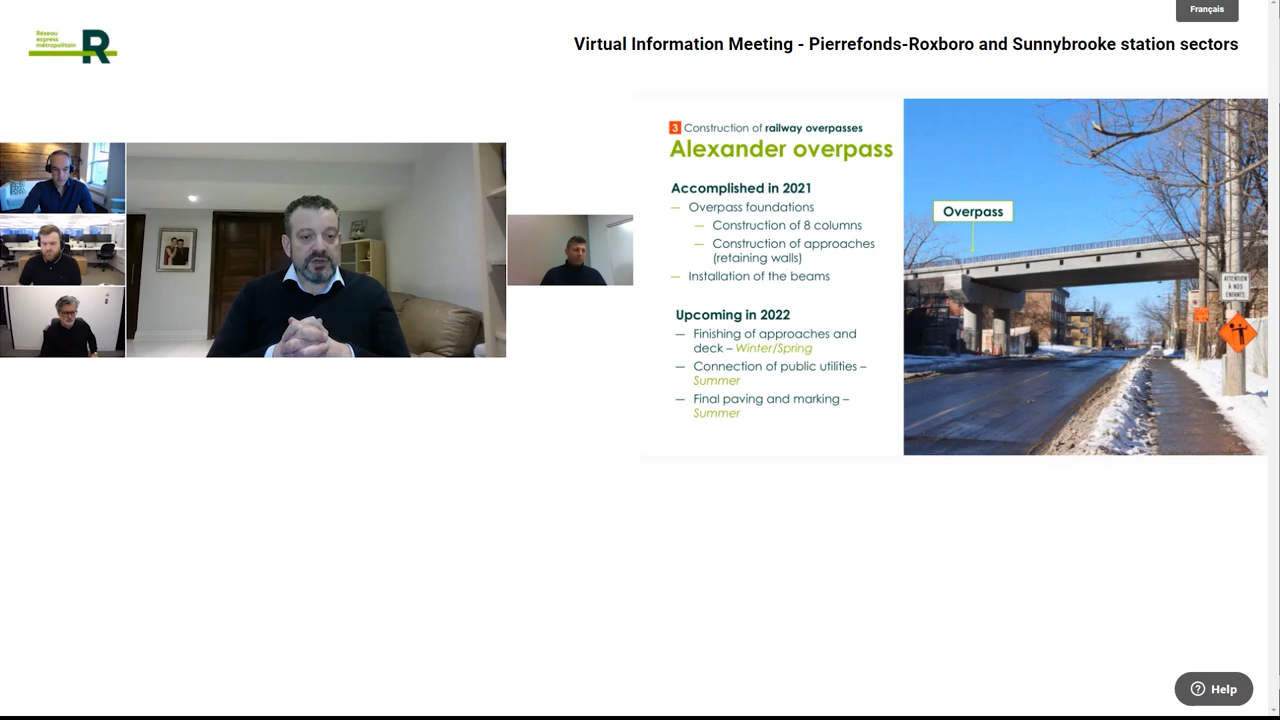 Français
Réseau
express
métropolitain
R
Virtual Information Meeting - Pierrefonds-Roxboro and Sunnybrooke station sectors
3 Construction of railway overpasses
Alexander overpass
Accomplished in 2021
— Overpass foundations
— Construction of 8 columns
— Construction of approaches
(retaining walls)
— Installation of the beams
Upcoming in 2022
— Finishing of approaches and
deck – Winter/Spring
— Connection of public utilities –
Summer
— Final paving and marking –
Summer
Overpass
ATTENTION
À NOS
ENFANTS
Help